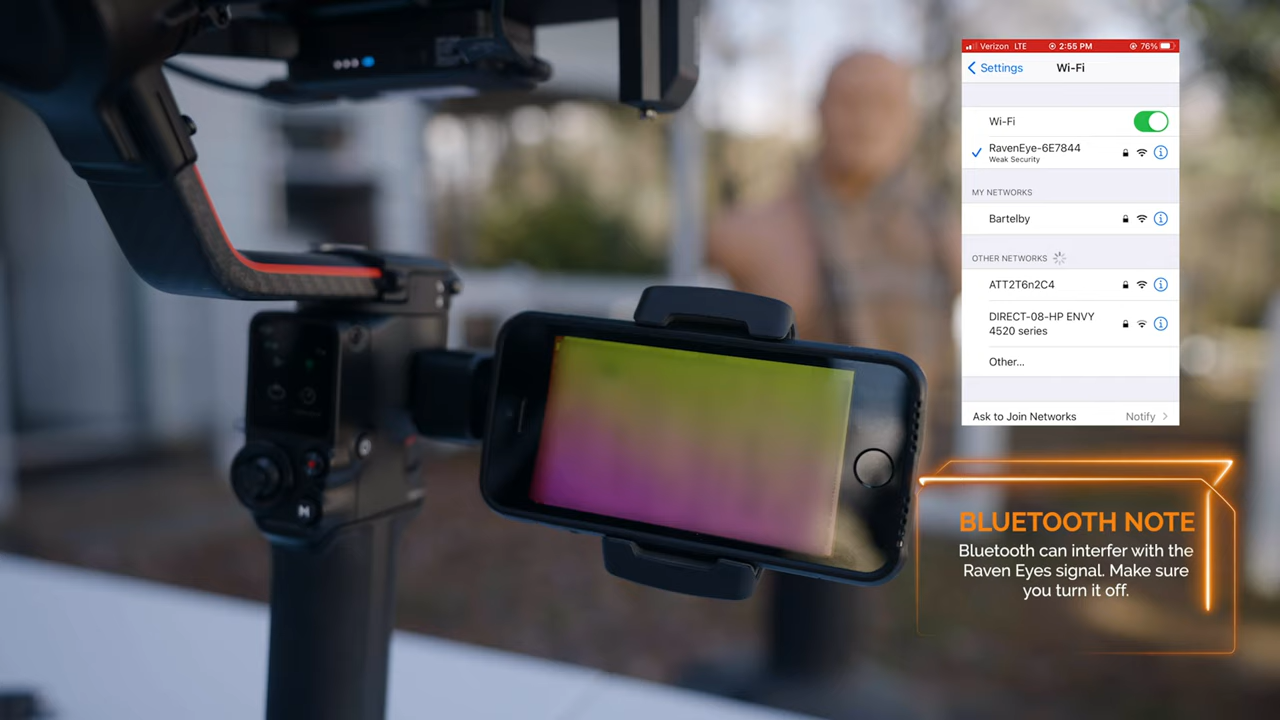 Verizon LTE 2:55 PM 76%
Settings Wi-Fi
Wi-Fi
RavenEye-6E7844
Weak Security
MY NETWORKS
Bartelby
OTHER NETWORKS
ATT2T6n2C4
DIRECT-08-HP ENVY
4520 series
Other...
Ask to Join Networks Notify
BLUETOOTH NOTE
Bluetooth can interfer with the
Raven Eyes signal. Make sure
you turn it off.
M